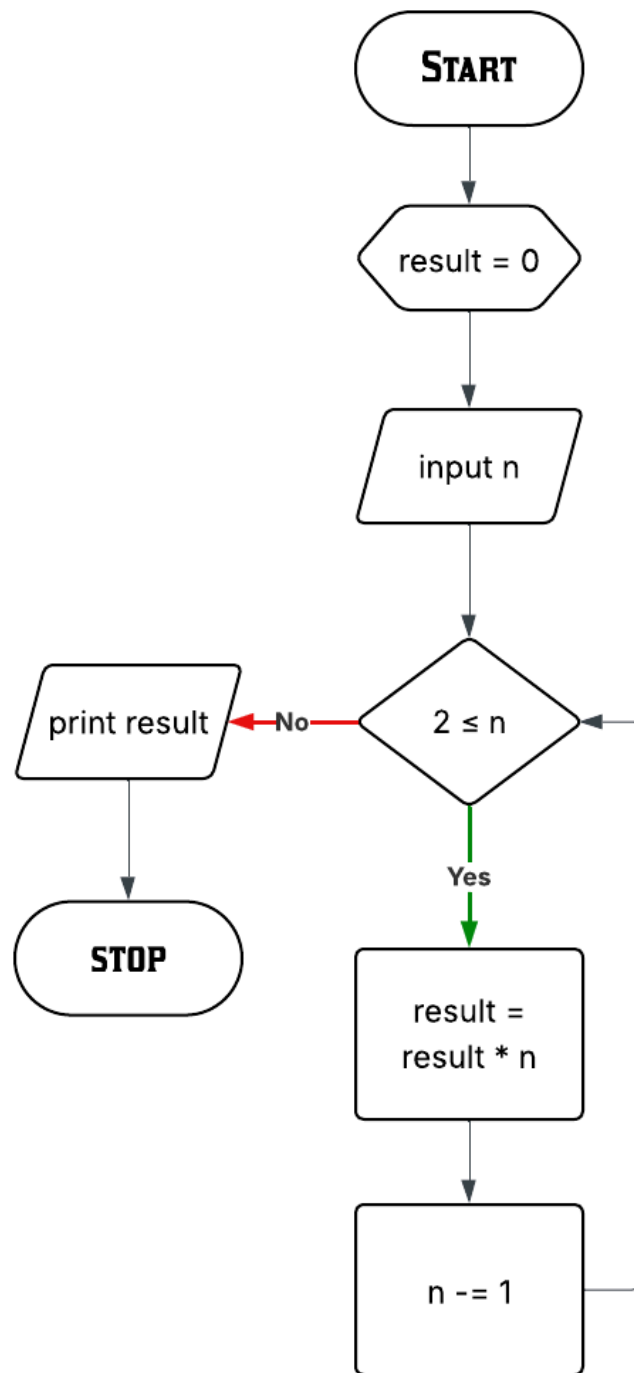 START
result = 0
input n
2 ≤ n
No
print result
STOP
Yes
result =
result * n
n -= 1